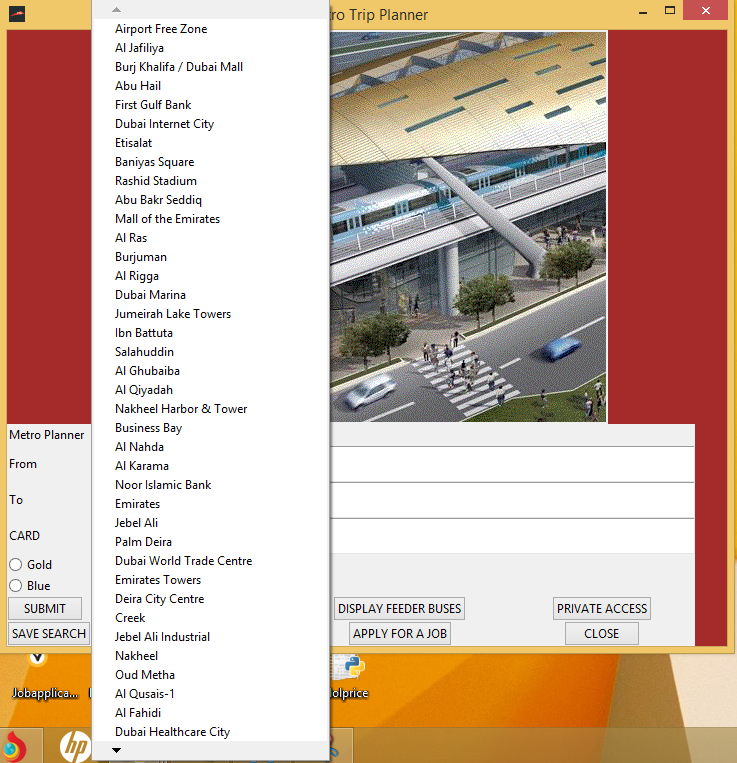 ro Trip Planner
Airport Free Zone
Al Jafiliya
Burj Khalifa / Dubai Mall
Abu Hail
First Gulf Bank
Dubai Internet City
Etisalat
Baniyas Square
Rashid Stadium
Abu Bakr Seddiq
Mall of the Emirates
Al Ras
Burjuman
Al Rigga
Dubai Marina
Jumeirah Lake Towers
Ibn Battuta
Salahuddin
Al Ghubaiba
Al Qiyadah
Nakheel Harbor & Tower
Business Bay
Al Nahda
Al Karama
Noor Islamic Bank
Emirates
Jebel Ali
Palm Deira
Dubai World Trade Centre
Emirates Towers
Deira City Centre
Creek
Jebel Ali Industrial
Nakheel
Oud Metha
Al Qusais-1
Al Fahidi
Dubai Healthcare City
Metro Planner
From
To
CARD
Gold
Blue
SUBMIT
DISPLAY FEEDER BUSES
PRIVATE ACCESS
SAVE SEARCH
APPLY FOR A JOB
CLOSE
Jobapplica...
lolprice
hp